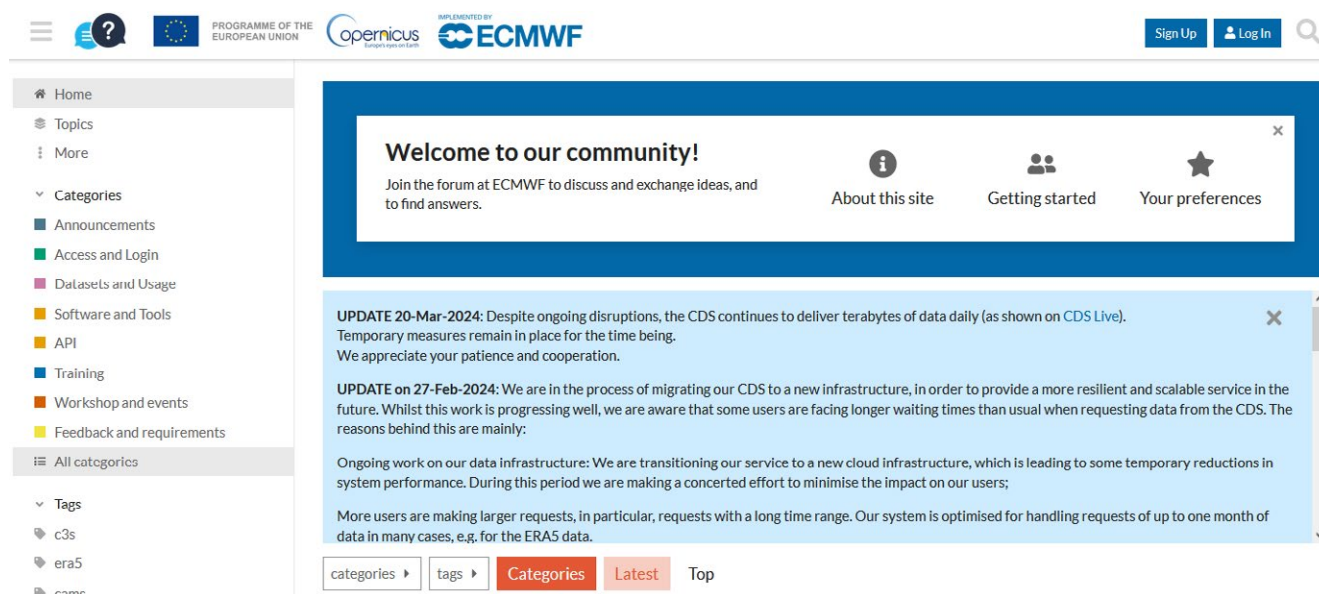 ?
PROGRAMME OF THE
EUROPEAN UNION
opernicus
Europe's eyes on Earth
IMPLEMENTED BY
ECMWF
Sign Up
Log In
Home
Topics
More
Categories
Announcements
Access and Login
Datasets and Usage
Software and Tools
API
Training
Workshop and events
Feedback and requirements
All categories
Tags
c3s
era5
cams
Welcome to our community!
Join the forum at ECMWF to discuss and exchange ideas, and
to find answers.
About this site
Getting started
Your preferences
UPDATE 20-Mar-2024: Despite ongoing disruptions, the CDS continues to deliver terabytes of data daily (as shown on CDS Live).
Temporary measures remain in place for the time being.
We appreciate your patience and cooperation.
UPDATE on 27-Feb-2024: We are in the process of migrating our CDS to a new infrastructure, in order to provide a more resilient and scalable service in the
future. Whilst this work is progressing well, we are aware that some users are facing longer waiting times than usual when requesting data from the CDS. The
reasons behind this are mainly:
Ongoing work on our data infrastructure: We are transitioning our service to a new cloud infrastructure, which is leading to some temporary reductions in
system performance. During this period we are making a concerted effort to minimise the impact on our users;
More users are making larger requests, in particular, requests with a long time range. Our system is optimised for handling requests of up to one month of
data in many cases, e.g. for the ERA5 data.
categories
tags
Categories
Latest
Top